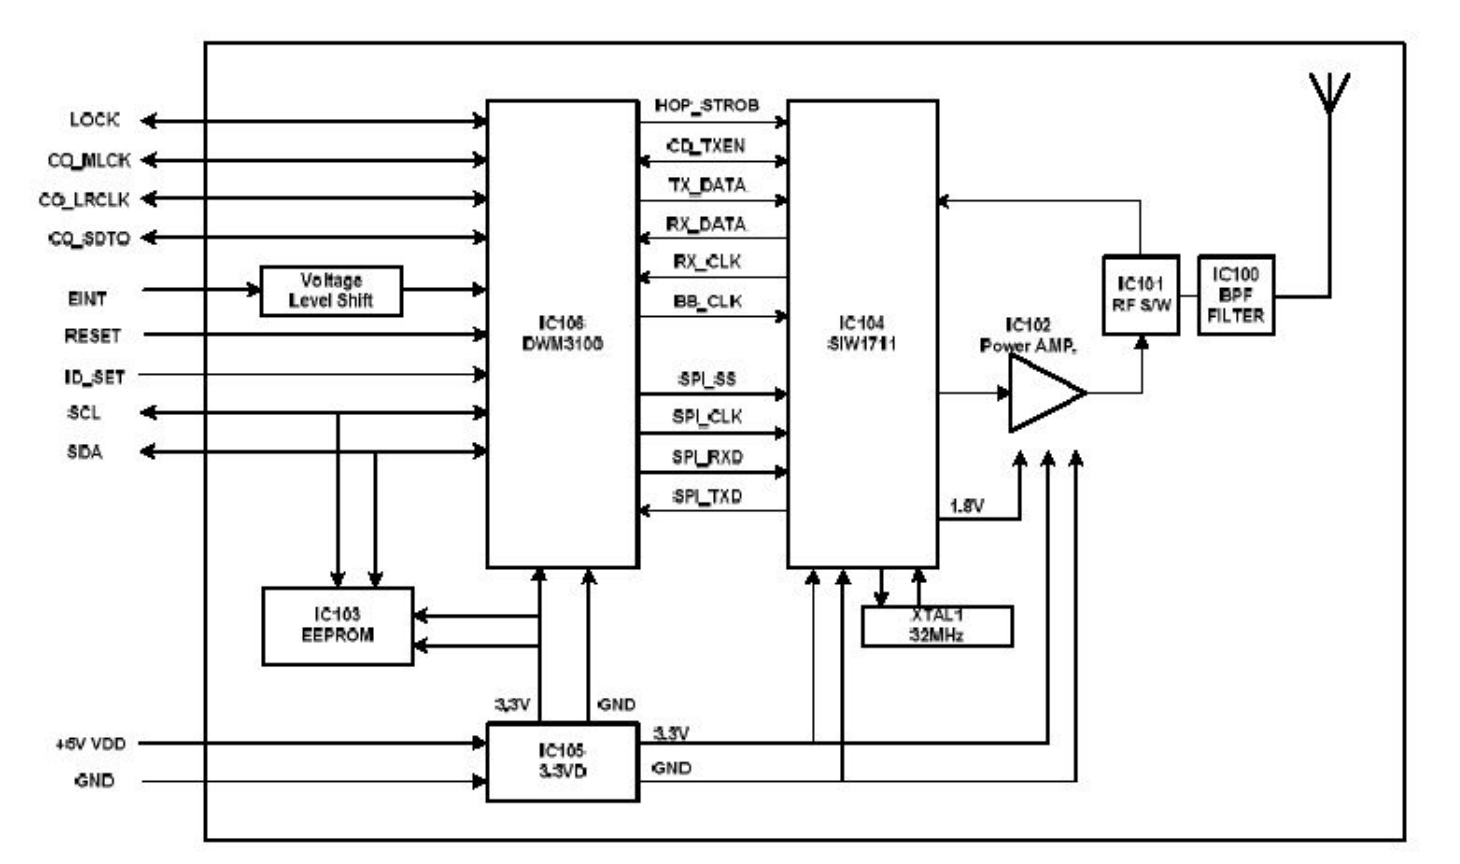 LOCK
CO_MLCK
CO_LRCLK
CO_SDTO
EINT
RESET
ID_SET
SCL
SDA
+5V VDD
GND
Voltage
Level Shift
IC106
DWM3100
IC103
EEPROM
3.3V
GND
IC105
3.3VD
3.3V
GND
HOP_STROB
CD_TXEN
TX_DATA
RX_DATA
RX_CLK
BB_CLK
SPI_SS
SPI_CLK
SPI_RXD
SPI_TXD
IC104
SIW1711
XTAL1
32MHz
1.8V
IC102
Power AMP.
IC101
RF S/W
IC100
BPF
FILTER